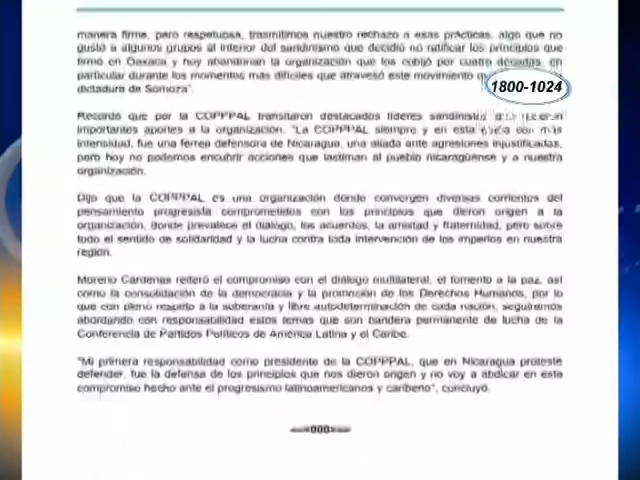 manera firme, pero respetuosa, trasmitimos nuestro rechazo a esas prácticas, algo que no
gustó a algunos grupos al interior del sandinismo que decidió no ratificar los principios que
firmó en Oaxaca y hoy abandonan la organización que los cobijó por cuatro décadas, en
particular durante los momentos más difíciles que atravesó este movimiento
dictadura de Somoza".
1800-1024
Recordó que por la COPPPAL transitaron destacados líderes sandinistas
importantes aportes a la organización. "La COPPPAL siempre y en esta época con más
intensidad, fue una férrea defensora de Nicaragua, una aliada ante agresiones injustificadas,
pero hoy no podemos encubrir acciones que lastiman al pueblo nicaragüense y a nuestra
organización.
Dijo que la COPPPAL es una organización donde convergen diversas corrientes del
pensamiento progresista comprometidos con los principios que dieron origen a la
organización, donde prevalece el diálogo, los acuerdos, la amistad y fraternidad, pero sobre
todo el sentido de solidaridad y la lucha contra toda intervención de los imperios en nuestra
región.
Moreno Cárdenas reiteró el compromiso con el diálogo multilateral, el fomento a la paz, así
como la consolidación de la democracia y la promoción de los Derechos Humanos, por lo
que con pleno respeto a la soberanía y libre autodeterminación de cada nación, seguiremos
abordando con responsabilidad estos temas que son bandera permanente de lucha de la
Conferencia de Partidos Políticos de América Latina y el Caribe.
"Mi primera responsabilidad como presidente de la COPPPAL, que en Nicaragua protesté
defender, fue la defensa de los principios que nos dieron origen y no voy a abdicar en este
compromiso hecho ante el progresismo latinoamericanos y caribeño", concluyó.
000